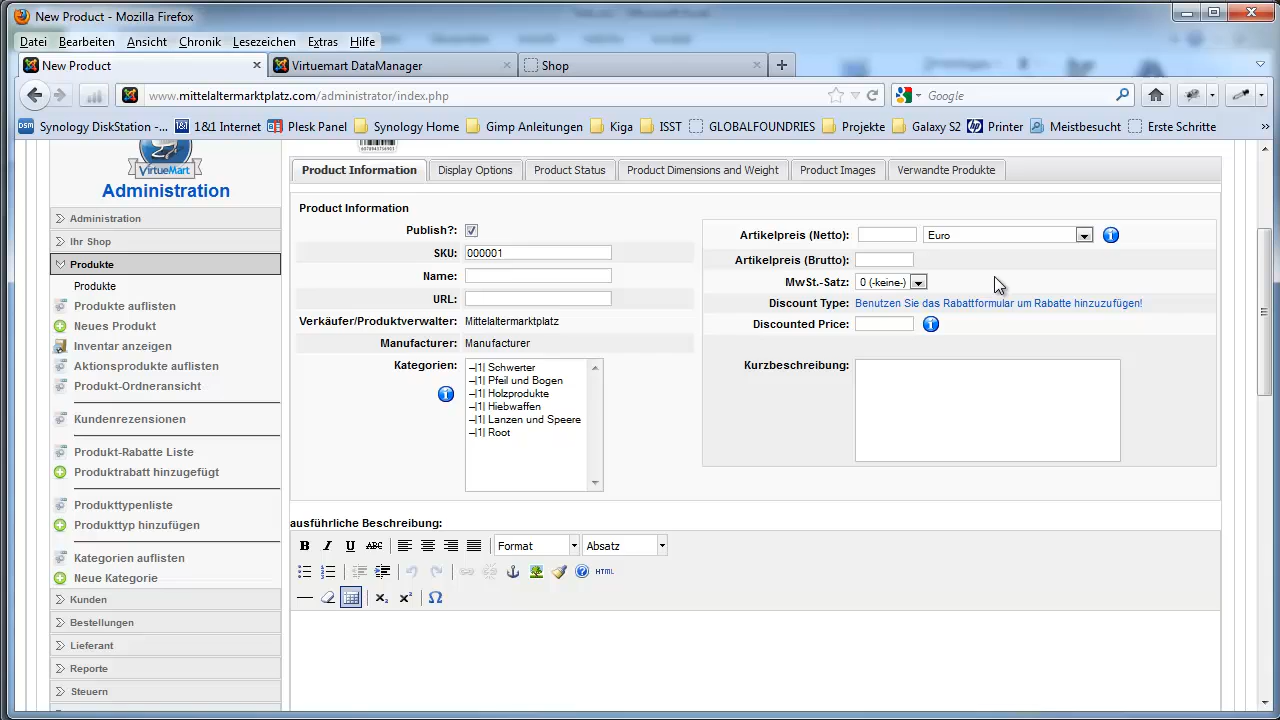 New Product - Mozilla Firefox
Datei Bearbeiten Ansicht Chronik Lesezeichen Extras Hilfe
New Product Virtuemart DataManager Shop
www.mittelaltermarktplatz.com/administrator/index.php Google
Synology DiskStation -... 1&1 Internet Plesk Panel Synology Home Gimp Anleitungen Kiga ISST GLOBALFOUNDRIES Projekte Galaxy S2 Printer Meistbesucht Erste Schritte
VirtueMart
Administration
Administration
Ihr Shop
Produkte
Produkte
Produkte auflisten
Neues Produkt
Inventar anzeigen
Aktionsprodukte auflisten
Produkt-Ordneransicht
Kundenrezensionen
Produkt-Rabatte Liste
Produktrabatt hinzugefügt
Produkttypenliste
Produkttyp hinzufügen
Kategorien auflisten
Neue Kategorie
Kunden
Bestellungen
Lieferant
Reporte
Steuern
Product Information Display Options Product Status Product Dimensions and Weight Product Images Verwandte Produkte
Product Information
Publish?:
SKU: 000001
Name:
URL:
Verkäufer/Produktverwalter: Mittelaltermarktplatz
Manufacturer: Manufacturer
Kategorien:
--|1| Schwerter
--|1| Pfeil und Bogen
--|1| Holzprodukte
--|1| Hiebwaffen
--|1| Lanzen und Speere
--|1| Root
Artikelpreis (Netto): Euro
Artikelpreis (Brutto):
MwSt.-Satz: 0 (-keine-)
Discount Type: Benutzen Sie das Rabattformular um Rabatte hinzuzufügen!
Discounted Price:
Kurzbeschreibung:
ausführliche Beschreibung:
B I U ABC Format Absatz
HTML